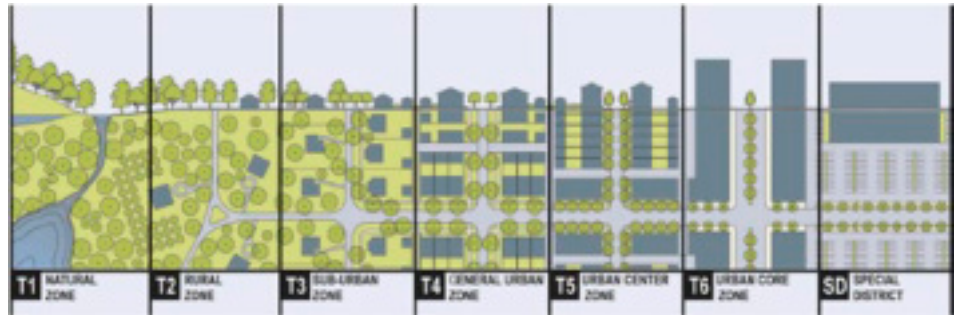 T1 NATURAL
ZONE
T2 RURAL
ZONE
T3 SUB-URBAN
ZONE
T4 GENERAL URBAN
ZONE
T5 URBAN CENTER
ZONE
T6 URBAN CORE
ZONE
SD SPECIAL
DISTRICT